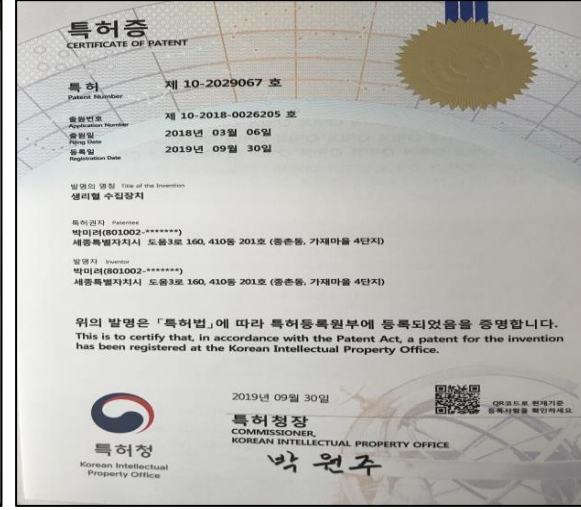 특허증
CERTIFICATE OF PATENT
특 허
Patent Number
제 10-2029067 호
출원번호
Application Number
제 10-2018-0026205 호
출원일
Filing Date
2018년 03월 06일
등록일
Registration Date
2019년 09월 30일
발명의 명칭 Title of the Invention
생리혈 수집장치
특허권자 Patentee
박미려(801002-*******)
세종특별자치시 도움3로 160, 410동 201호 (종촌동, 가재마을 4단지)
발명자 Inventor
박미려(801002-*******)
세종특별자치시 도움3로 160, 410동 201호 (종촌동, 가재마을 4단지)
위의 발명은 「특허법」에 따라 특허등록원부에 등록되었음을 증명합니다.
This is to certify that, in accordance with the Patent Act, a patent for the invention
has been registered at the Korean Intellectual Property Office.
2019년 09월 30일
QR코드로 현재기준
등록사항을 확인하세요
특허청장
COMMISSIONER,
KOREAN INTELLECTUAL PROPERTY OFFICE
박 원 주
특허청
Korean Intellectual
Property Office